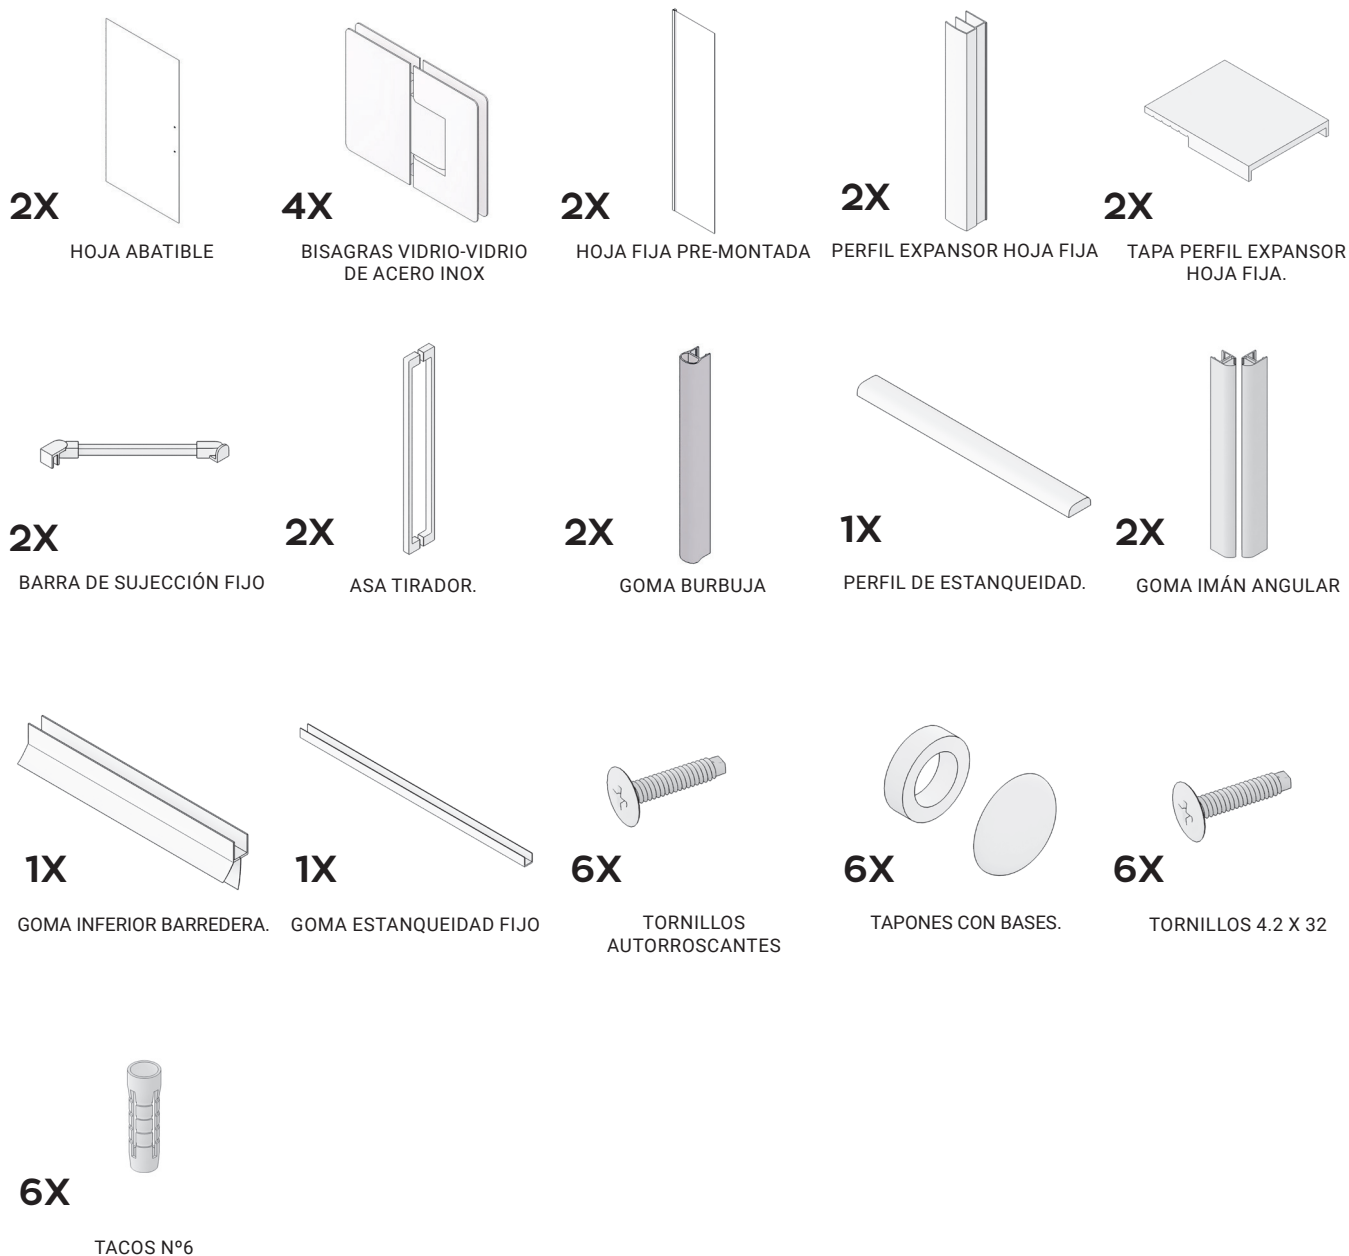 2X
HOJA ABATIBLE
4X
BISAGRAS VIDRIO-VIDRIO
DE ACERO INOX
2X
HOJA FIJA PRE-MONTADA
2X
PERFIL EXPANSOR HOJA FIJA
2X
TAPA PERFIL EXPANSOR
HOJA FIJA.
2X
BARRA DE SUJECCIÓN FIJO
2X
ASA TIRADOR.
2X
GOMA BURBUJA
1X
PERFIL DE ESTANQUEIDAD.
2X
GOMA IMÁN ANGULAR
1X
GOMA INFERIOR BARREDERA.
1X
GOMA ESTANQUEIDAD FIJO
6X
TORNILLOS
AUTORROSCANTES
6X
TAPONES CON BASES.
6X
TORNILLOS 4.2 X 32
6X
TACOS Nº6